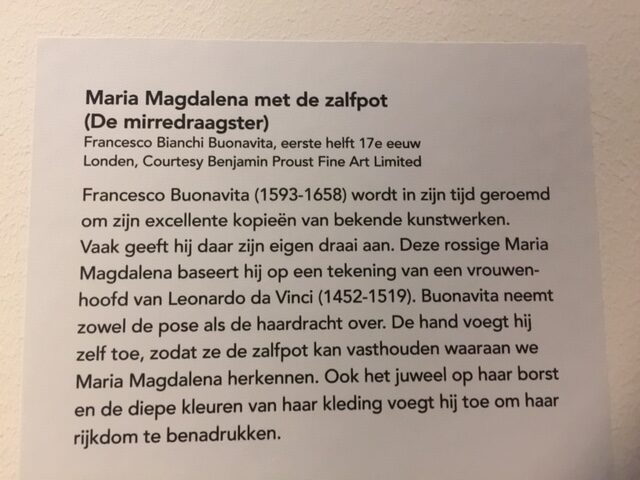 Maria Magdalena met de zalfpot
(De mirredraagster)
Francesco Bianchi Buonavita, eerste helft 17e eeuw
Londen, Courtesy Benjamin Proust Fine Art Limited
Francesco Buonavita (1593-1658) wordt in zijn tijd geroemd
om zijn excellente kopieën van bekende kunstwerken.
Vaak geeft hij daar zijn eigen draai aan. Deze rossige Maria
Magdalena baseert hij op een tekening van een vrouwen-
hoofd van Leonardo da Vinci (1452-1519). Buonavita neemt
zowel de pose als de haardracht over. De hand voegt hij
zelf toe, zodat ze de zalfpot kan vasthouden waaraan we
Maria Magdalena herkennen. Ook het juweel op haar borst
en de diepe kleuren van haar kleding voegt hij toe om haar
rijkdom te benadrukken.